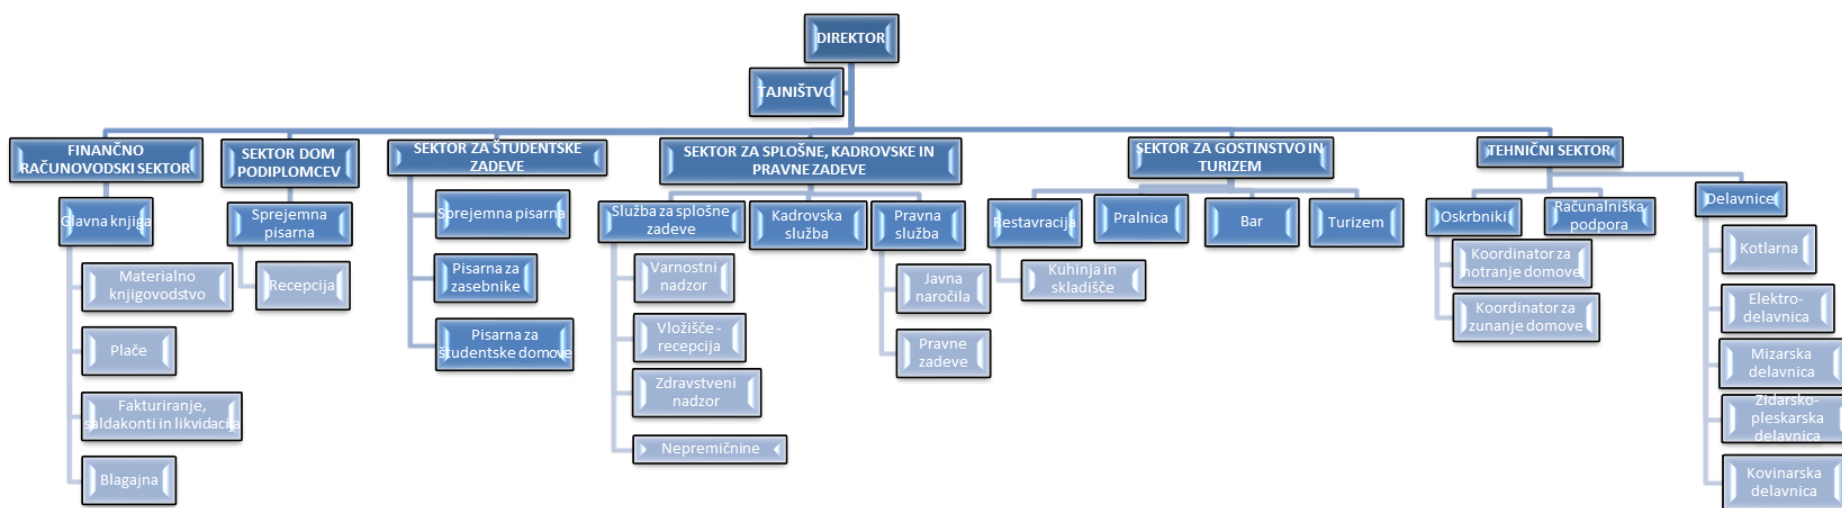 DIREKTOR
TAJNIŠTVO
FINANČNO
RAČUNOVODSKI SEKTOR
SEKTOR DOM
PODIPLOMCEV
SEKTOR ZA ŠTUDENTSKE
ZADEVE
SEKTOR ZA SPLOŠNE, KADROVSKE IN
PRAVNE ZADEVE
SEKTOR ZA GOSTINSTVO IN
TURIZEM
TEHNIČNI SEKTOR
Glavna knjiga
Materialno
knjigovodstvo
Plače
Fakturiranje,
saldakonti in likvidacija
Blagajna
Sprejemna
pisarna
Recepcija
Sprejemna pisarna
Pisarna za
zasebnike
Pisarna za
študentske domove
Služba za splošne
zadeve
Varnostni
nadzor
Vložišče -
recepcija
Zdravstveni
nadzor
Nepremičnine
Kadrovska
služba
Pravna
služba
Javna
naročila
Pravne
zadeve
Restavracija
Kuhinja in
skladišče
Pralnica
Bar
Turizem
Oskrbniki
Koordinator za
notranje domove
Koordinator za
zunanje domove
Računalniška
podpora
Delavnice
Kotlarna
Elektro-
delavnica
Mizarska
delavnica
Zidarsko-
pleskarska
delavnica
Kovinarska
delavnica